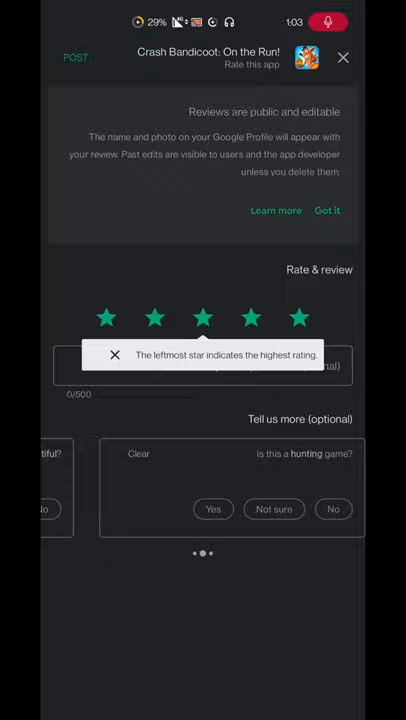 29%
4G
1:03
POST
Crash Bandicoot: On the Run!
Rate this app
Reviews are public and editable
The name and photo on your Google Profile will appear with
your review. Past edits are visible to users and the app developer
unless you delete them.
Learn more
Got it
Rate & review
The leftmost star indicates the highest rating.
0/500
Tell us more (optional)
tiful?
Clear
Is this a hunting game?
Yes
Not sure
No